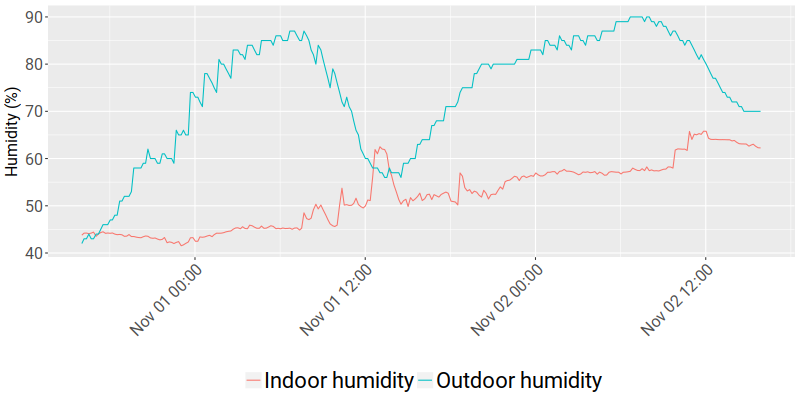 Humidity (%)
90
80
70
60
50
40
Nov 01 00:00
Nov 01 12:00
Nov 02 00:00
Nov 02 12:00
Indoor humidity Outdoor humidity